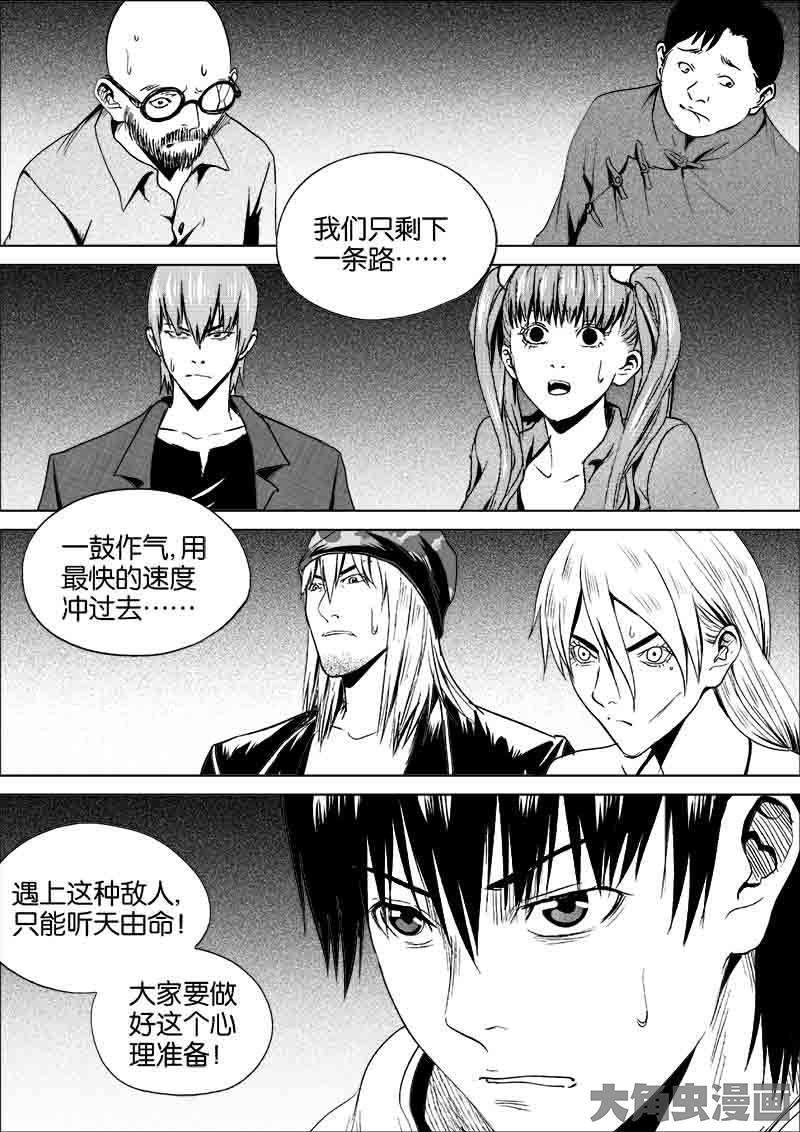 我们只剩下
一条路……
一鼓作气,用
最快的速度
冲过去……
遇上这种敌人,
只能听天由命!
大家要做
好这个心
理准备!
大角虫漫画